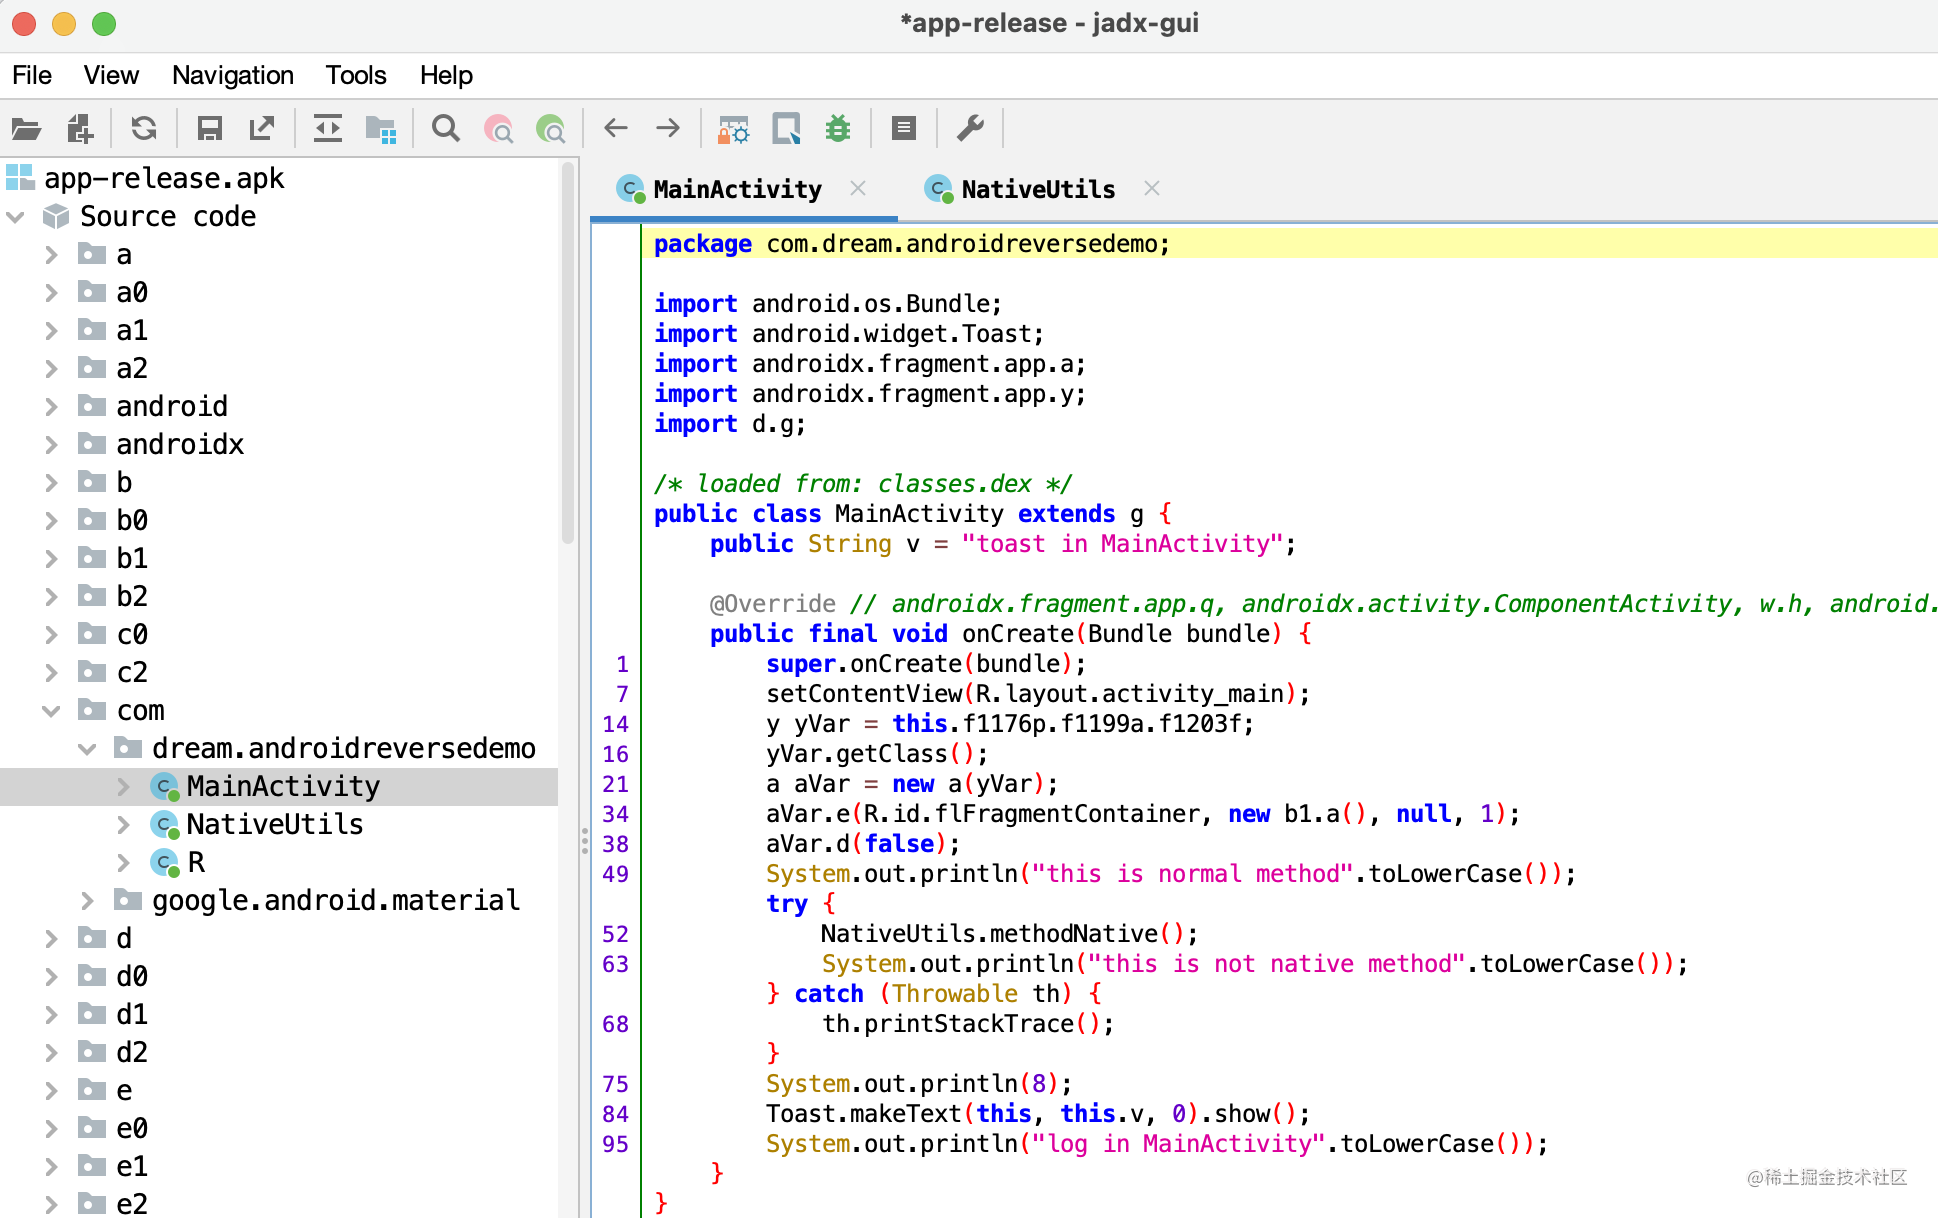 *app-release - jadx-gui
File View Navigation Tools Help
app-release.apk
Source code
a
a0
a1
a2
android
androidx
b
b0
b1
b2
c0
c2
com
dream.androidreversedemo
MainActivity
NativeUtils
R
google.android.material
d
d0
d1
d2
e
e0
e1
e2
MainActivity
NativeUtils
package com.dream.androidreversedemo;
import android.os.Bundle;
import android.widget.Toast;
import androidx.fragment.app.a;
import androidx.fragment.app.y;
import d.g;
/* loaded from: classes.dex */
public class MainActivity extends g {
public String v = "toast in MainActivity";
@Override // androidx.fragment.app.q, androidx.activity.ComponentActivity, w.h, android.
public final void onCreate(Bundle bundle) {
1 super.onCreate(bundle);
7 setContentView(R.layout.activity_main);
14 y yVar = this.f1176p.f1199a.f1203f;
16 yVar.getClass();
21 a aVar = new a(yVar);
34 aVar.e(R.id.flFragmentContainer, new b1.a(), null, 1);
38 aVar.d(false);
49 System.out.println("this is normal method".toLowerCase());
try {
52 NativeUtils.methodNative();
63 System.out.println("this is not native method".toLowerCase());
} catch (Throwable th) {
68 th.printStackTrace();
}
75 System.out.println(8);
84 Toast.makeText(this, this.v, 0).show();
95 System.out.println("log in MainActivity".toLowerCase());
}
}
@稀土掘金技术社区